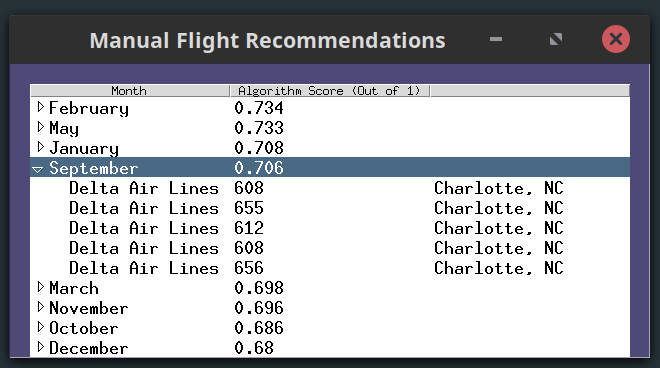 Manual Flight Recommendations
Month Algorithm Score (Out of 1)
February 0.734
May 0.733
January 0.708
September 0.706
Delta Air Lines 608 Charlotte, NC
Delta Air Lines 655 Charlotte, NC
Delta Air Lines 612 Charlotte, NC
Delta Air Lines 608 Charlotte, NC
Delta Air Lines 656 Charlotte, NC
March 0.698
November 0.696
October 0.686
December 0.68